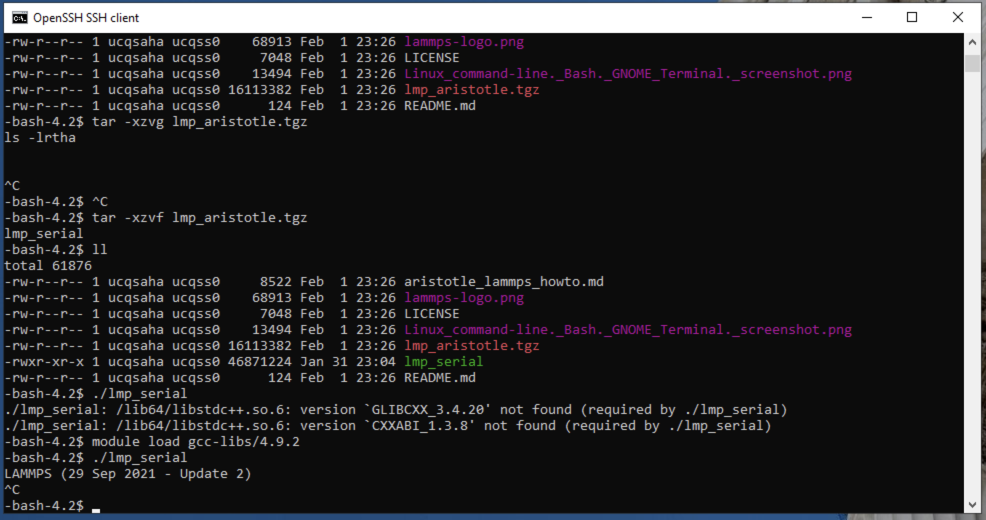 OpenSSH SSH client
-rw-r--r-- 1 ucqsaha ucqss0    68913 Feb  1 23:26 lammps-logo.png
-rw-r--r-- 1 ucqsaha ucqss0     7048 Feb  1 23:26 LICENSE
-rw-r--r-- 1 ucqsaha ucqss0    13494 Feb  1 23:26 Linux_command-line._Bash._GNOME_Terminal._screenshot.png
-rw-r--r-- 1 ucqsaha ucqss0 16113382 Feb  1 23:26 lmp_aristotle.tgz
-rw-r--r-- 1 ucqsaha ucqss0      124 Feb  1 23:26 README.md
-bash-4.2$ tar -xzvg lmp_aristotle.tgz
ls -lrtha
^C
-bash-4.2$ ^C
-bash-4.2$ tar -xzvf lmp_aristotle.tgz
lmp_serial
-bash-4.2$ ll
total 61876
-rw-r--r-- 1 ucqsaha ucqss0     8522 Feb  1 23:26 aristotle_lammps_howto.md
-rw-r--r-- 1 ucqsaha ucqss0    68913 Feb  1 23:26 lammps-logo.png
-rw-r--r-- 1 ucqsaha ucqss0     7048 Feb  1 23:26 LICENSE
-rw-r--r-- 1 ucqsaha ucqss0    13494 Feb  1 23:26 Linux_command-line._Bash._GNOME_Terminal._screenshot.png
-rw-r--r-- 1 ucqsaha ucqss0 16113382 Feb  1 23:26 lmp_aristotle.tgz
-rwxr-xr-x 1 ucqsaha ucqss0 46871224 Jan 31 23:04 lmp_serial
-rw-r--r-- 1 ucqsaha ucqss0      124 Feb  1 23:26 README.md
-bash-4.2$ ./lmp_serial
./lmp_serial: /lib64/libstdc++.so.6: version `GLIBCXX_3.4.20' not found (required by ./lmp_serial)
./lmp_serial: /lib64/libstdc++.so.6: version `CXXABI_1.3.8' not found (required by ./lmp_serial)
-bash-4.2$ module load gcc-libs/4.9.2
-bash-4.2$ ./lmp_serial
LAMMPS (29 Sep 2021 - Update 2)
^C
-bash-4.2$